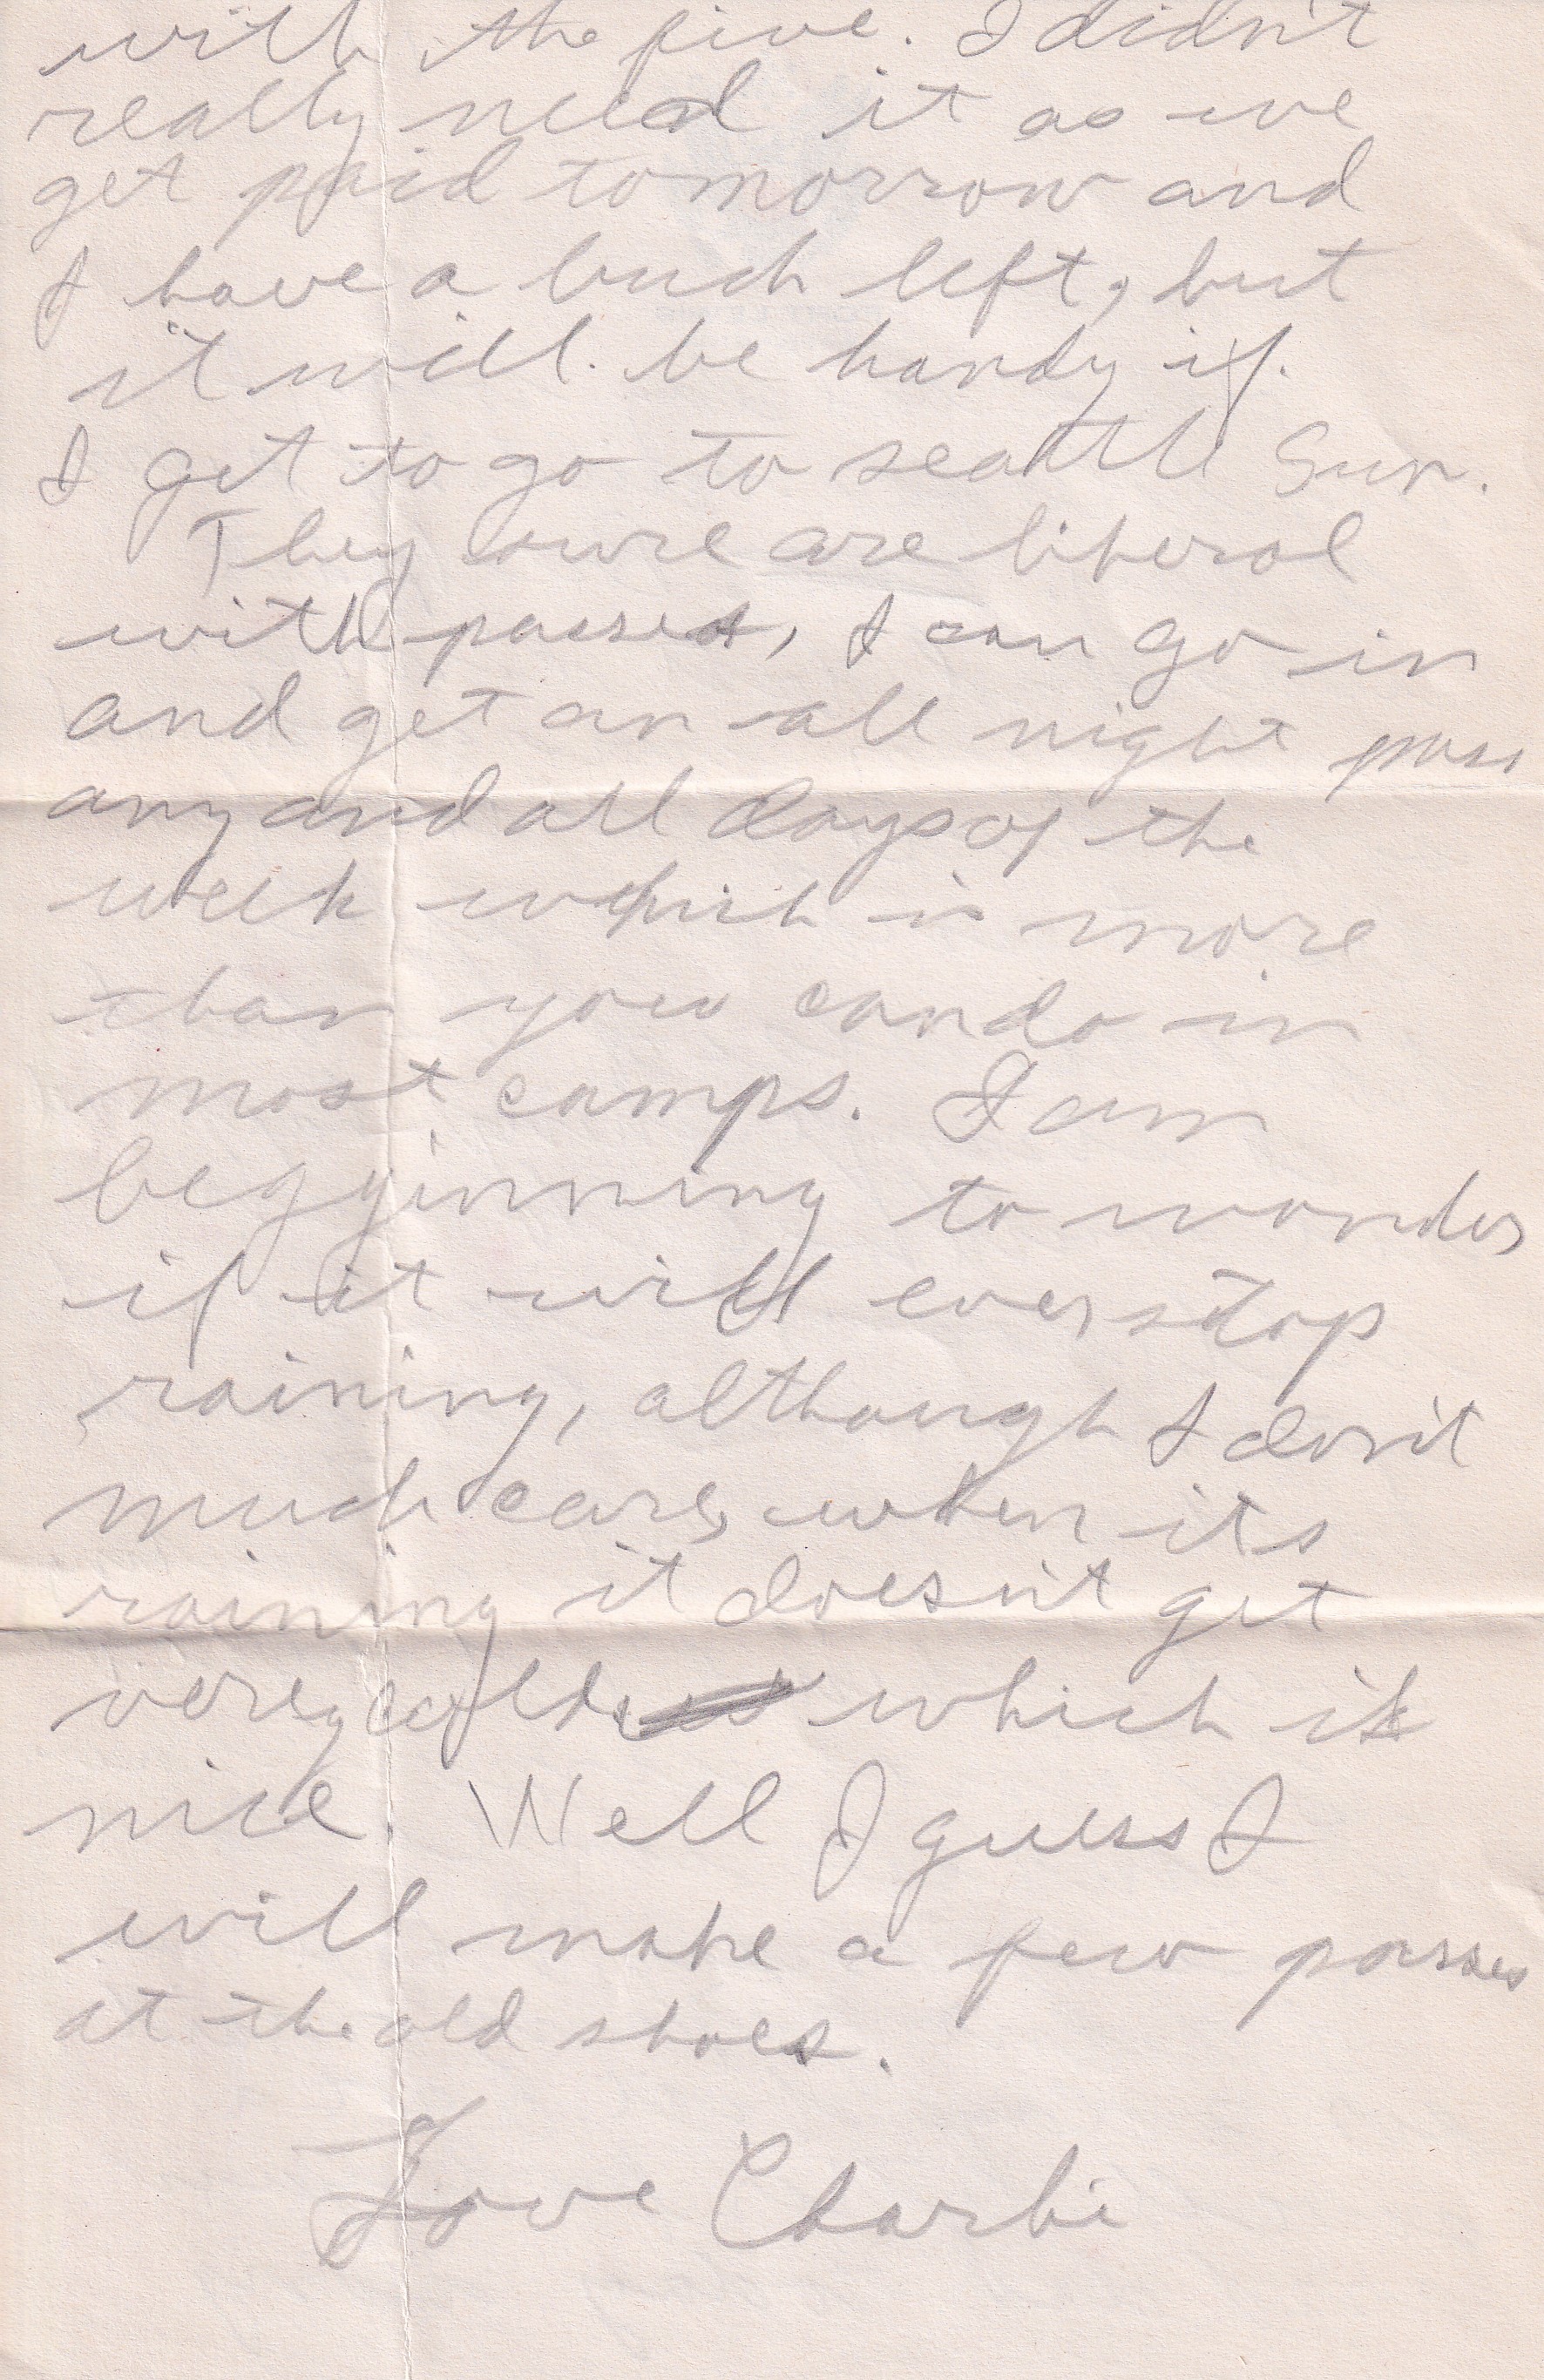 with the five. I didn't
really need it as we
get paid tomorrow and
I have a buch left, but
it will be handy if
I get to go to seattle Sun.
They sure are liberal
with passes, I can go in
and get an all night pass
any and all days of the
week which is more
than you can do in
most camps. I am
begginning to wonder
if it will ever stop
raining, although I don't
much care, when its
raining it doesn't get
very cold, which is
nice. Well I guess I
will make a few passes
at the old shoes.
Love Charlie